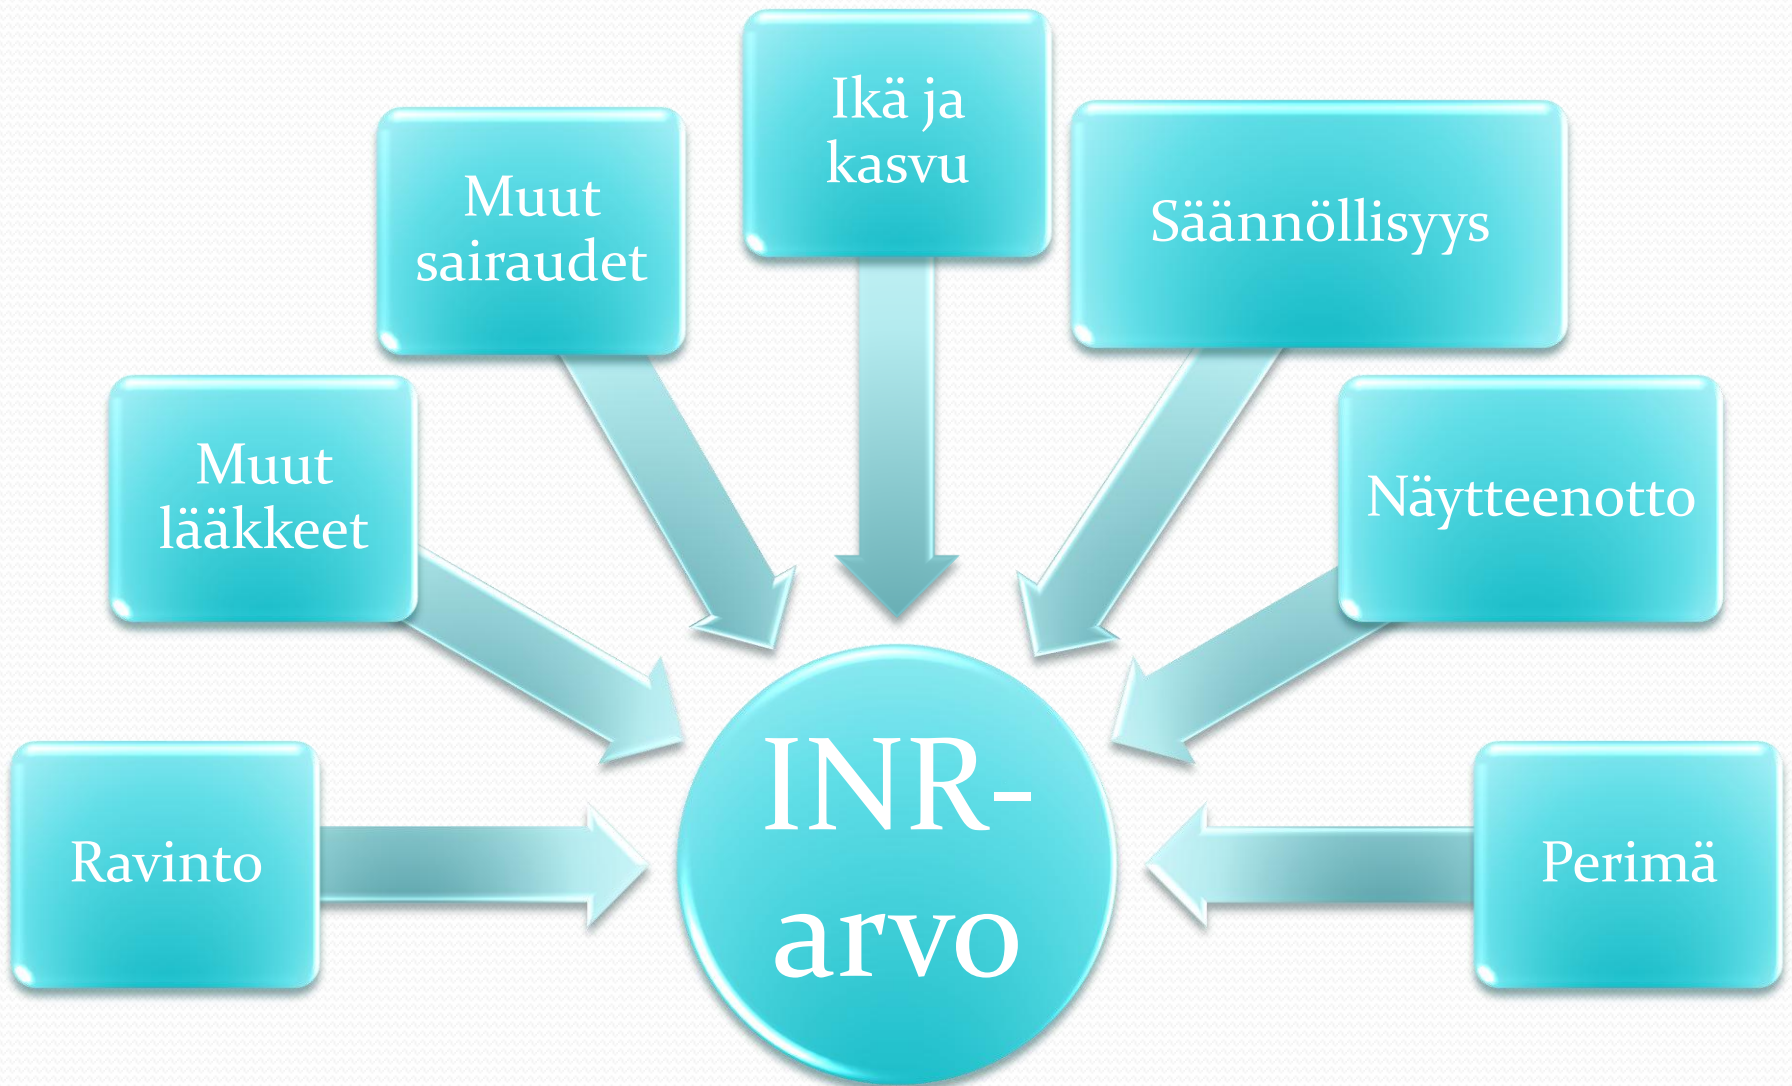 Ikä ja
kasvu
Muut
sairaudet
Säännöllisyys
Muut
lääkkeet
Näytteenotto
Ravinto
INR-
arvo
Perimä